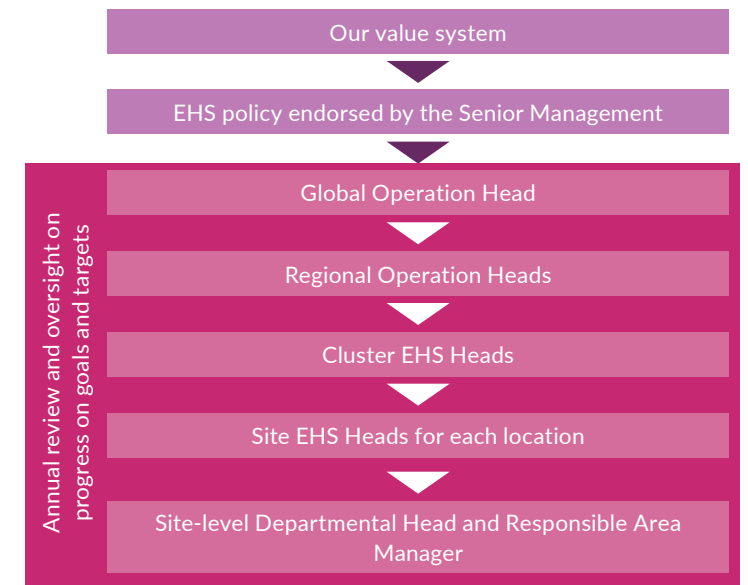 Our value system
EHS policy endorsed by the Senior Management
Annual review and oversight on
progress on goals and targets
Global Operation Head
Regional Operation Heads
Cluster EHS Heads
Site EHS Heads for each location
Site-level Departmental Head and Responsible Area
Manager